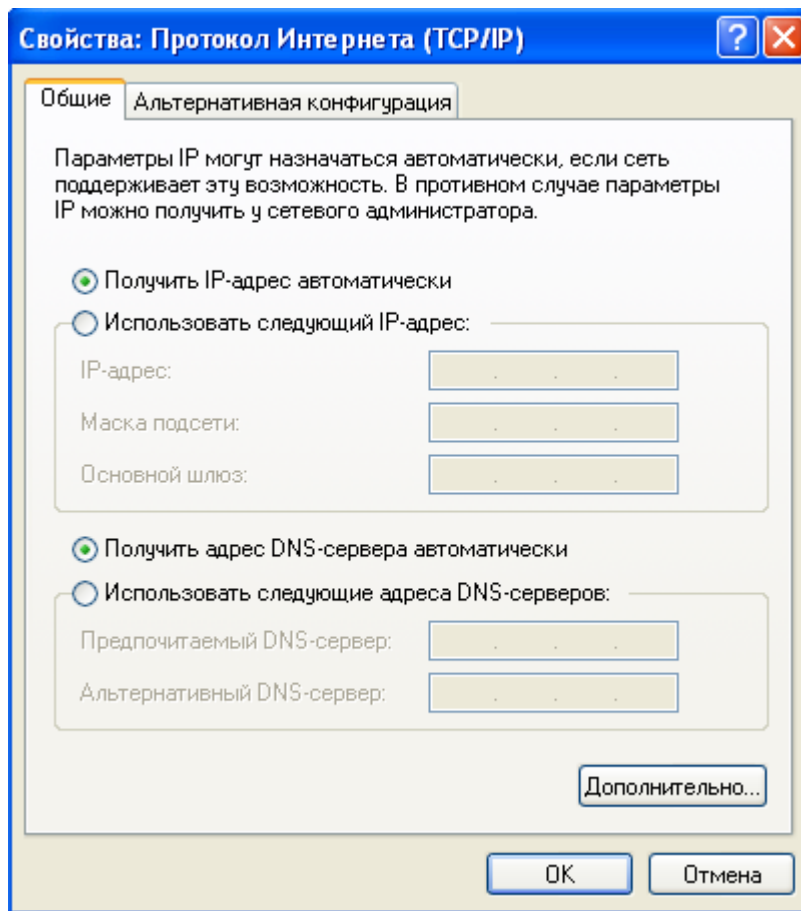 Свойства: Протокол Интернета (TCP/IP)
Общие
Альтернативная конфигурация
Параметры IP могут назначаться автоматически, если сеть
поддерживает эту возможность. В противном случае параметры
IP можно получить у сетевого администратора.
Получить IP-адрес автоматически
Использовать следующий IP-адрес:
IP-адрес:
Маска подсети:
Основной шлюз:
Получить адрес DNS-сервера автоматически
Использовать следующие адреса DNS-серверов:
Предпочитаемый DNS-сервер:
Альтернативный DNS-сервер:
Дополнительно...
ОК
Отмена